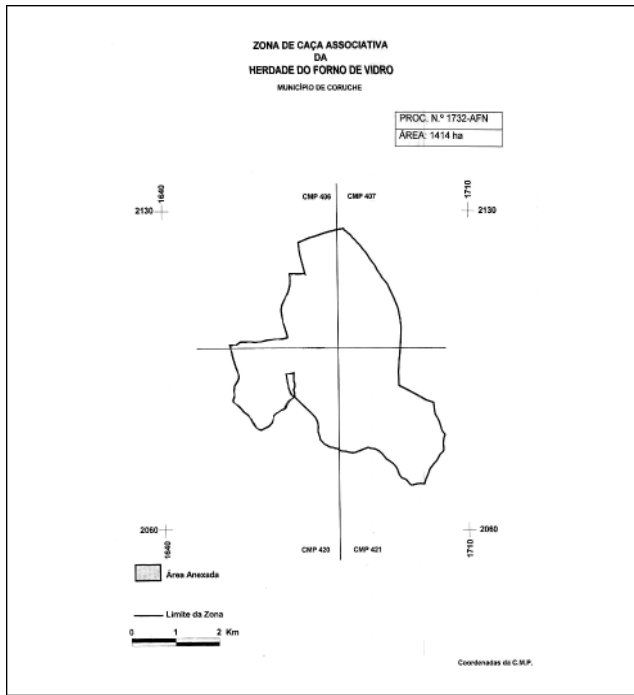 ZONA DE CAÇA ASSOCIATIVA
DA
HERDADE DO FORNO DE VIDRO
MUNICÍPIO DE CORUCHE
PROC. N.º 1732-AFN
ÁREA: 1414 ha
1640
CMP 406
CMP 407
1710
2130
2130
2060
2060
1640
CMP 420
CMP 421
1710
Área Anexada
Limite da Zona
0 1 2 Km
Coordenadas da C.M.P.